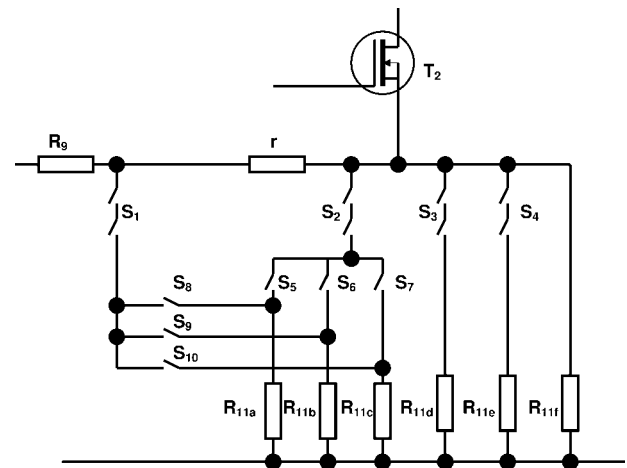 T₂
R₉ r
S₁ S₂ S₃ S₄
S₈ S₅ S₆ S₇
S₉
S₁₀
R₁₁ₐ R₁₁b R₁₁c R₁₁d R₁₁e R₁₁f